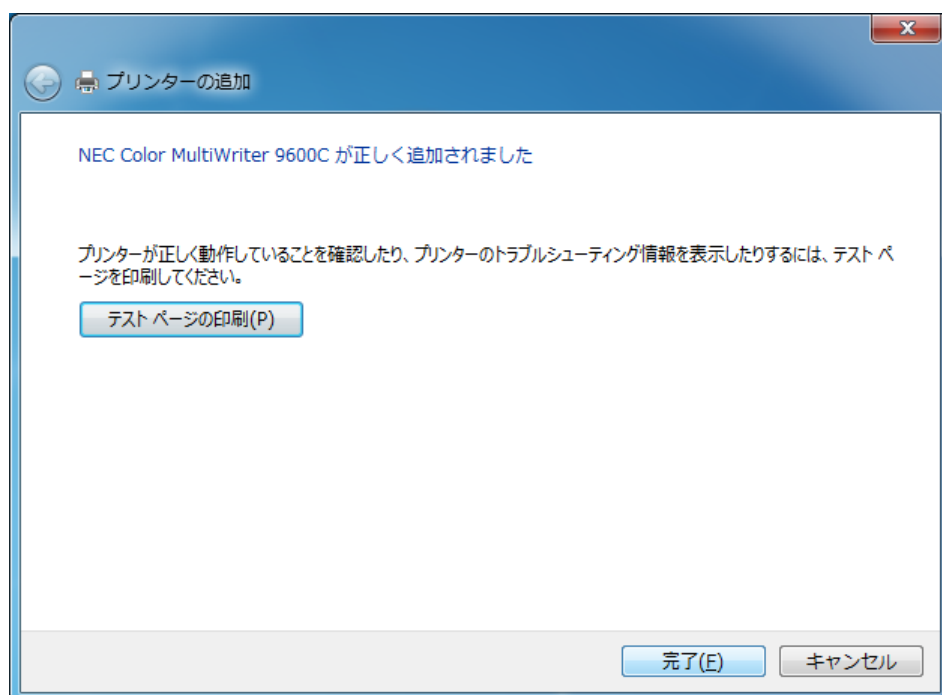 プリンターの追加
NEC Color MultiWriter 9600C が正しく追加されました
プリンターが正しく動作していることを確認したり、プリンターのトラブルシューティング情報を表示したりするには、テスト ペ
ージを印刷してください。
テスト ページの印刷(P)
完了(F)
キャンセル